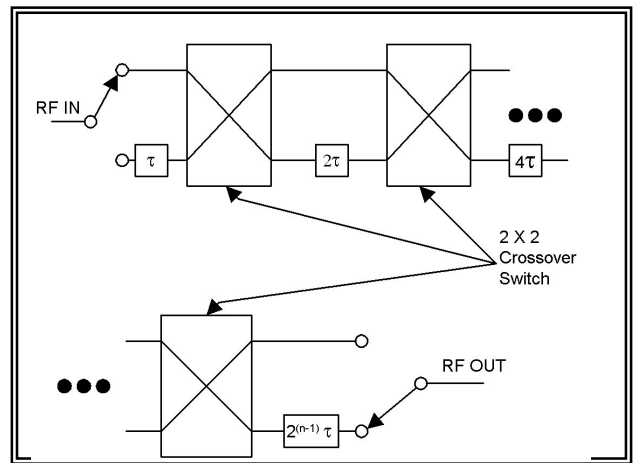 RF IN
τ
2τ
4τ
2 X 2
Crossover
Switch
RF OUT
2⁽ⁿ⁻¹⁾ τ